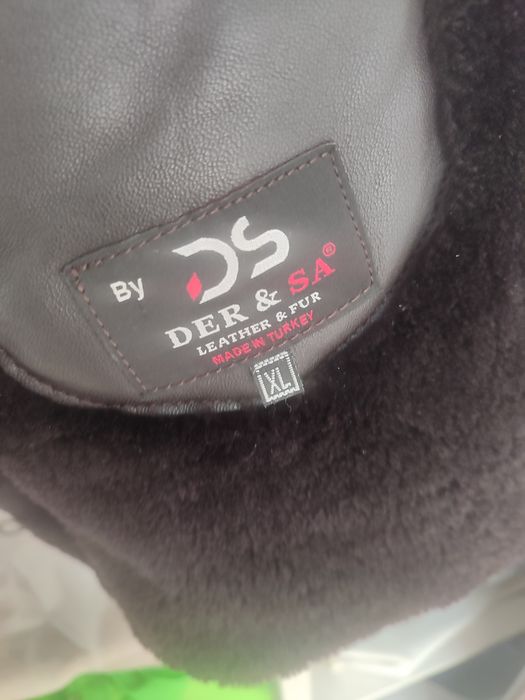 By DS
DER & SA®
LEATHER & FUR
MADE IN TURKEY
XL